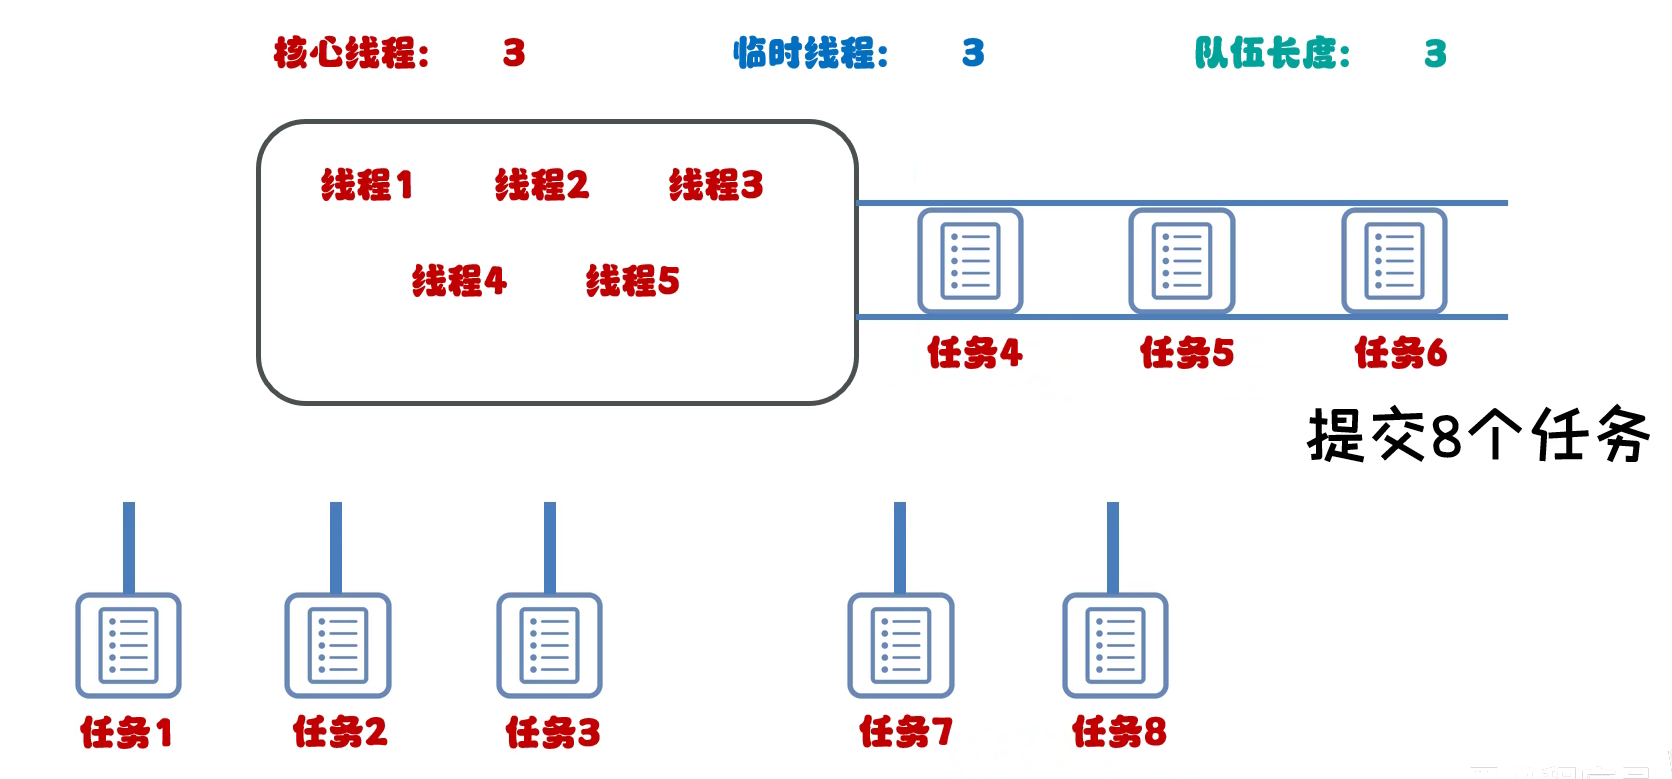 核心线程： 3 临时线程： 3 队伍长度： 3
线程1 线程2 线程3
线程4 线程5
任务4 任务5 任务6
提交8个任务
任务1 任务2 任务3 任务7 任务8